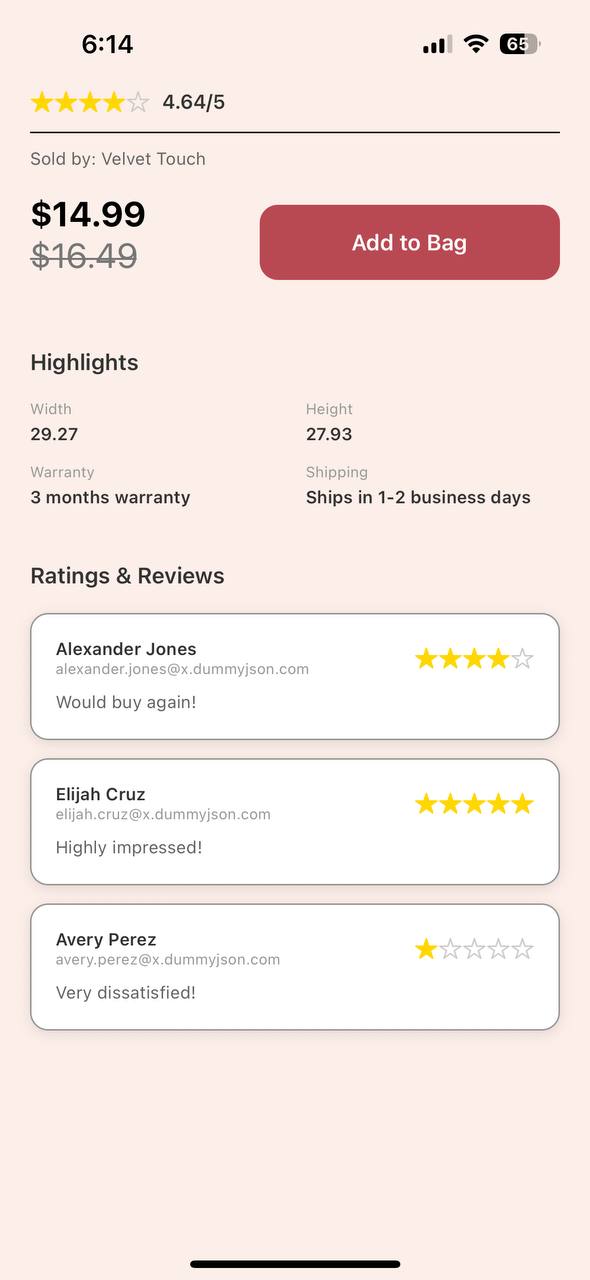 6:14
65
4.64/5
Sold by: Velvet Touch
$14.99
$16.49
Add to Bag
Highlights
Width
Height
29.27
27.93
Warranty
Shipping
3 months warranty
Ships in 1-2 business days
Ratings & Reviews
Alexander Jones
alexander.jones@x.dummyjson.com
Would buy again!
Elijah Cruz
elijah.cruz@x.dummyjson.com
Highly impressed!
Avery Perez
avery.perez@x.dummyjson.com
Very dissatisfied!